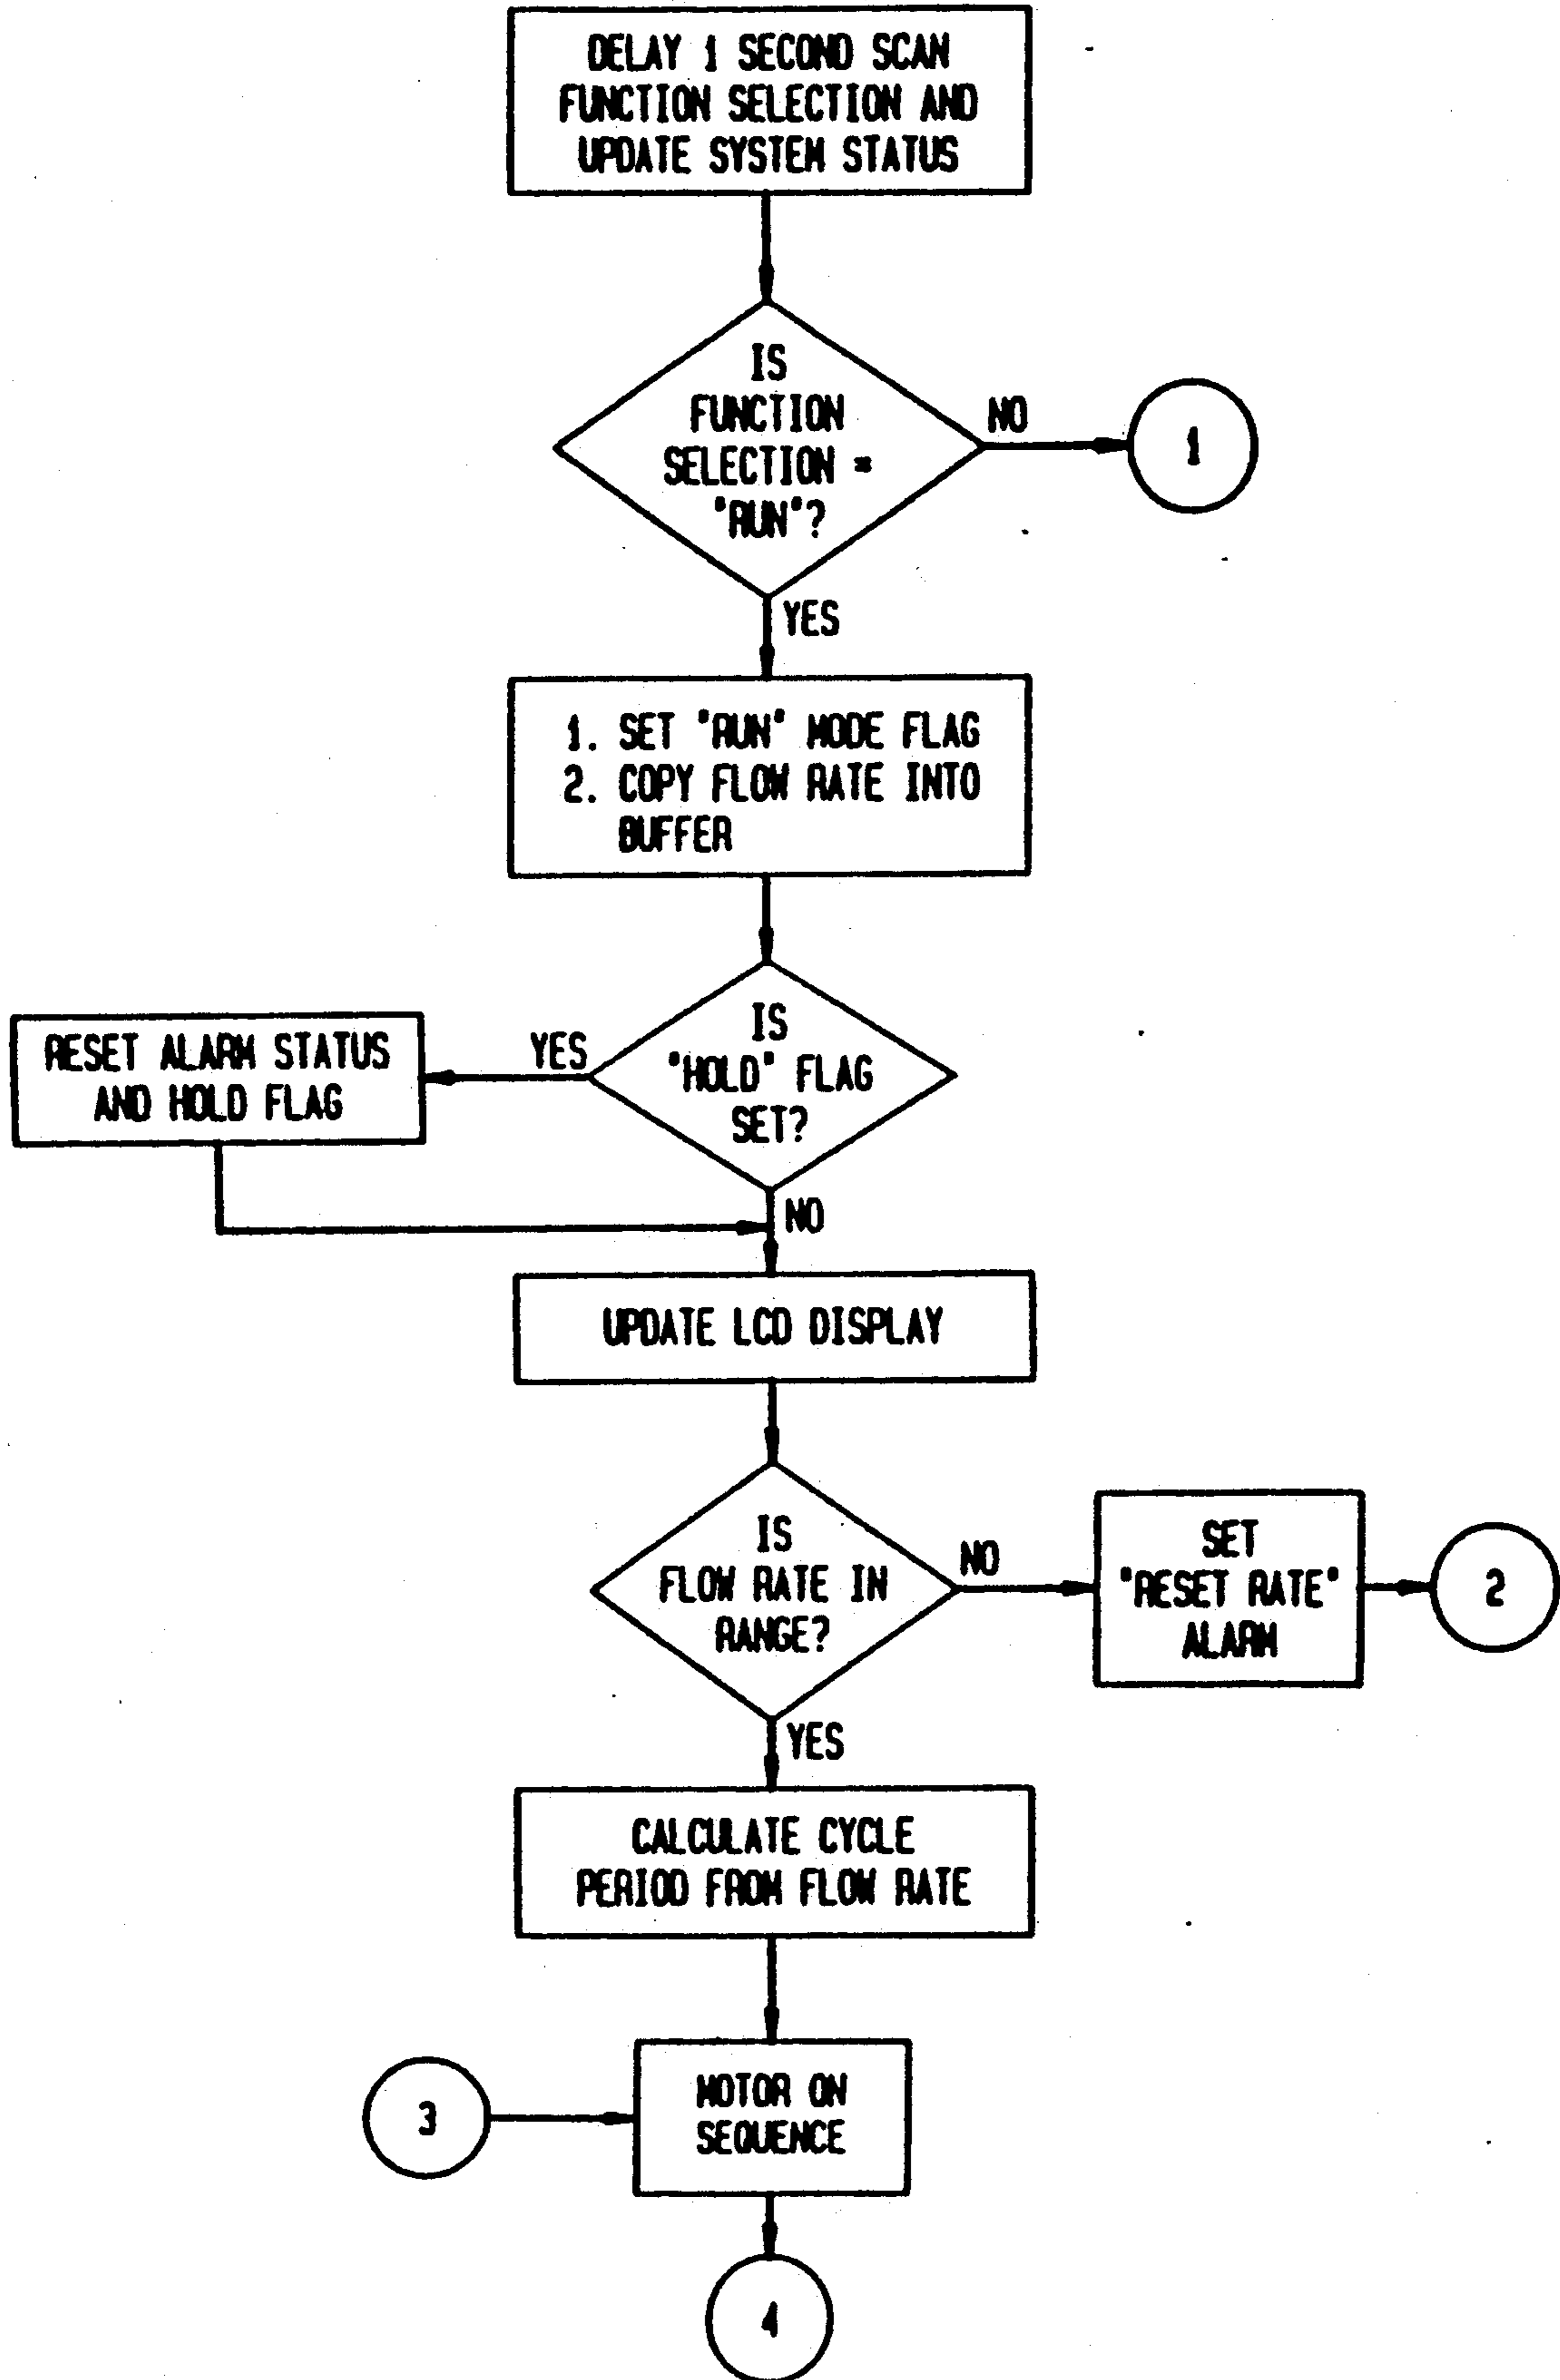 DELAY 1 SECOND SCAN
FUNCTION SELECTION AND
UPDATE SYSTEM STATUS
IS
FUNCTION
SELECTION =
"RUN"?
NO
1
YES
1. SET "RUN" MODE FLAG
2. COPY FLOW RATE INTO
BUFFER
IS
"HOLD" FLAG
SET?
YES
RESET ALARM STATUS
AND HOLD FLAG
NO
UPDATE LCD DISPLAY
IS
FLOW RATE IN
RANGE?
NO
SET
"RESET RATE"
ALARM
2
YES
CALCULATE CYCLE
PERIOD FROM FLOW RATE
3
MOTOR ON
SEQUENCE